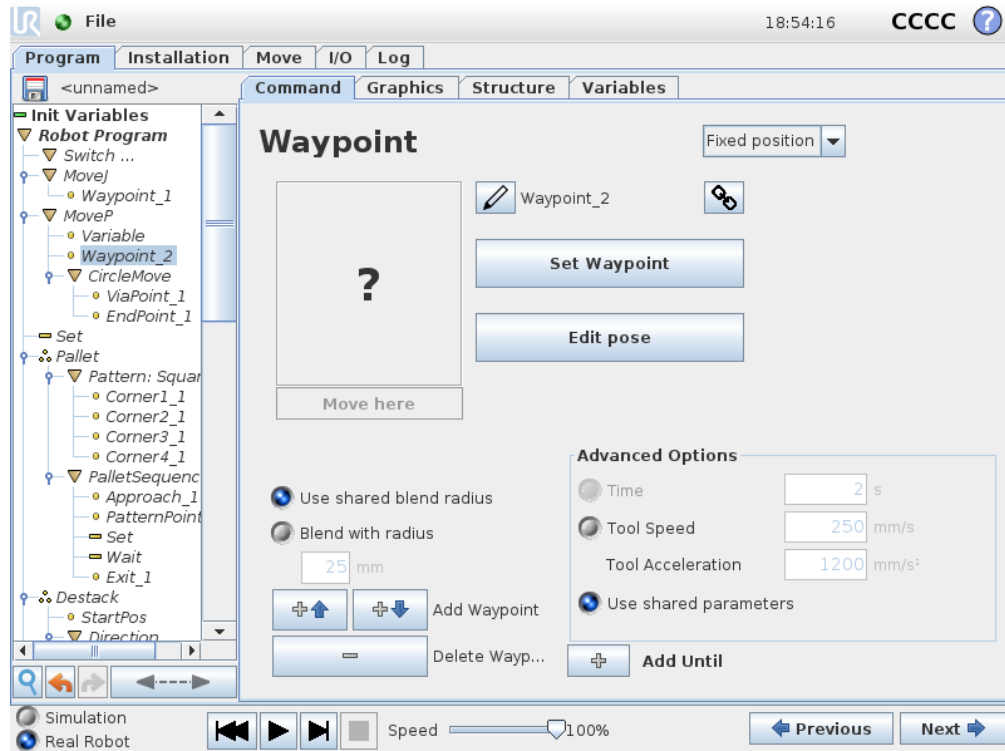 UR File 18:54:16 CCCC ?
Program Installation Move I/O Log
<unnamed>
Command Graphics Structure Variables
Init Variables
Robot Program
Switch ...
MoveJ
Waypoint_1
MoveP
Variable
Waypoint_2
CircleMove
ViaPoint_1
EndPoint_1
Set
Pallet
Pattern: Squar
Corner1_1
Corner2_1
Corner3_1
Corner4_1
PalletSequenc
Approach_1
PatternPoint
Set
Wait
Exit_1
Destack
StartPos
Direction
Waypoint
Fixed position
Waypoint_2
?
Set Waypoint
Edit pose
Move here
Use shared blend radius
Blend with radius
25 mm
Add Waypoint
Delete Wayp...
Advanced Options
Time 2 s
Tool Speed 250 mm/s
Tool Acceleration 1200 mm/s²
Use shared parameters
Add Until
Simulation
Real Robot
Speed 100%
Previous Next